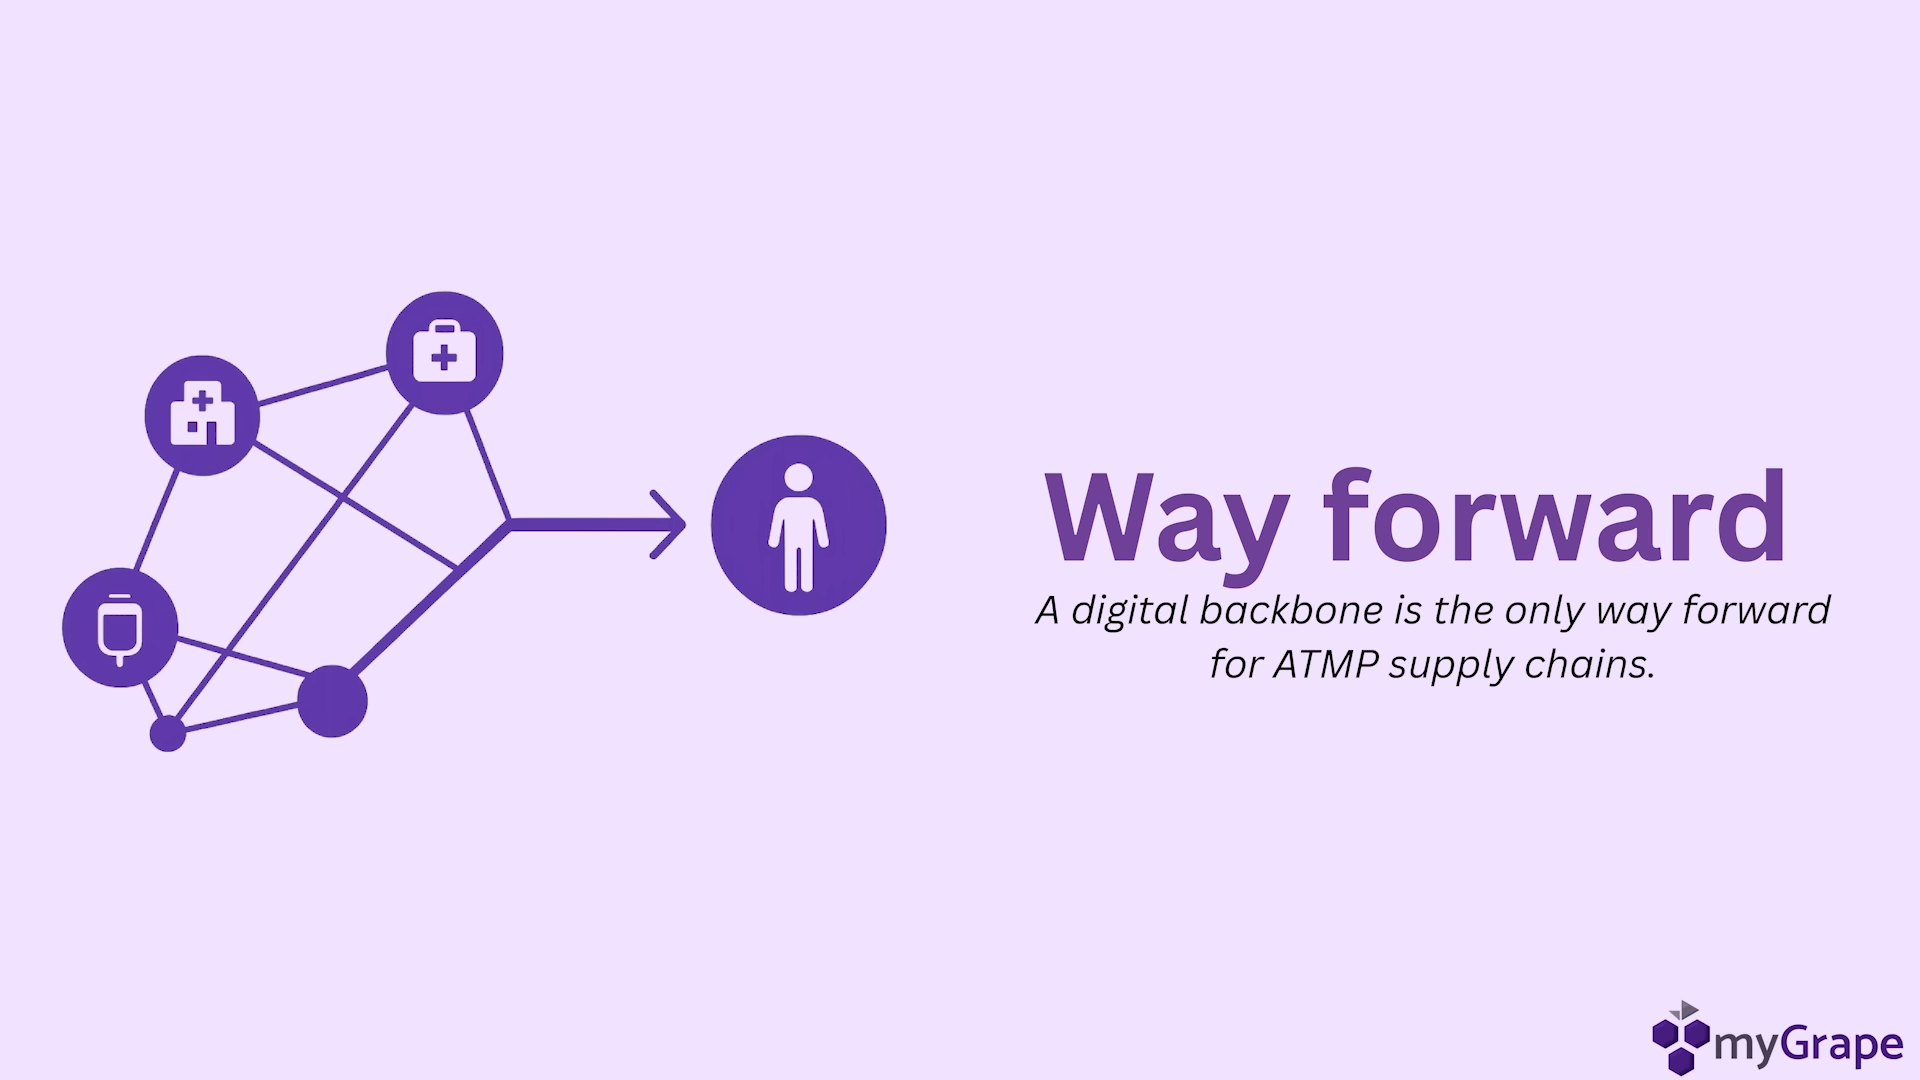 Way forward
A digital backbone is the only way forward
for ATMP supply chains.
myGrape